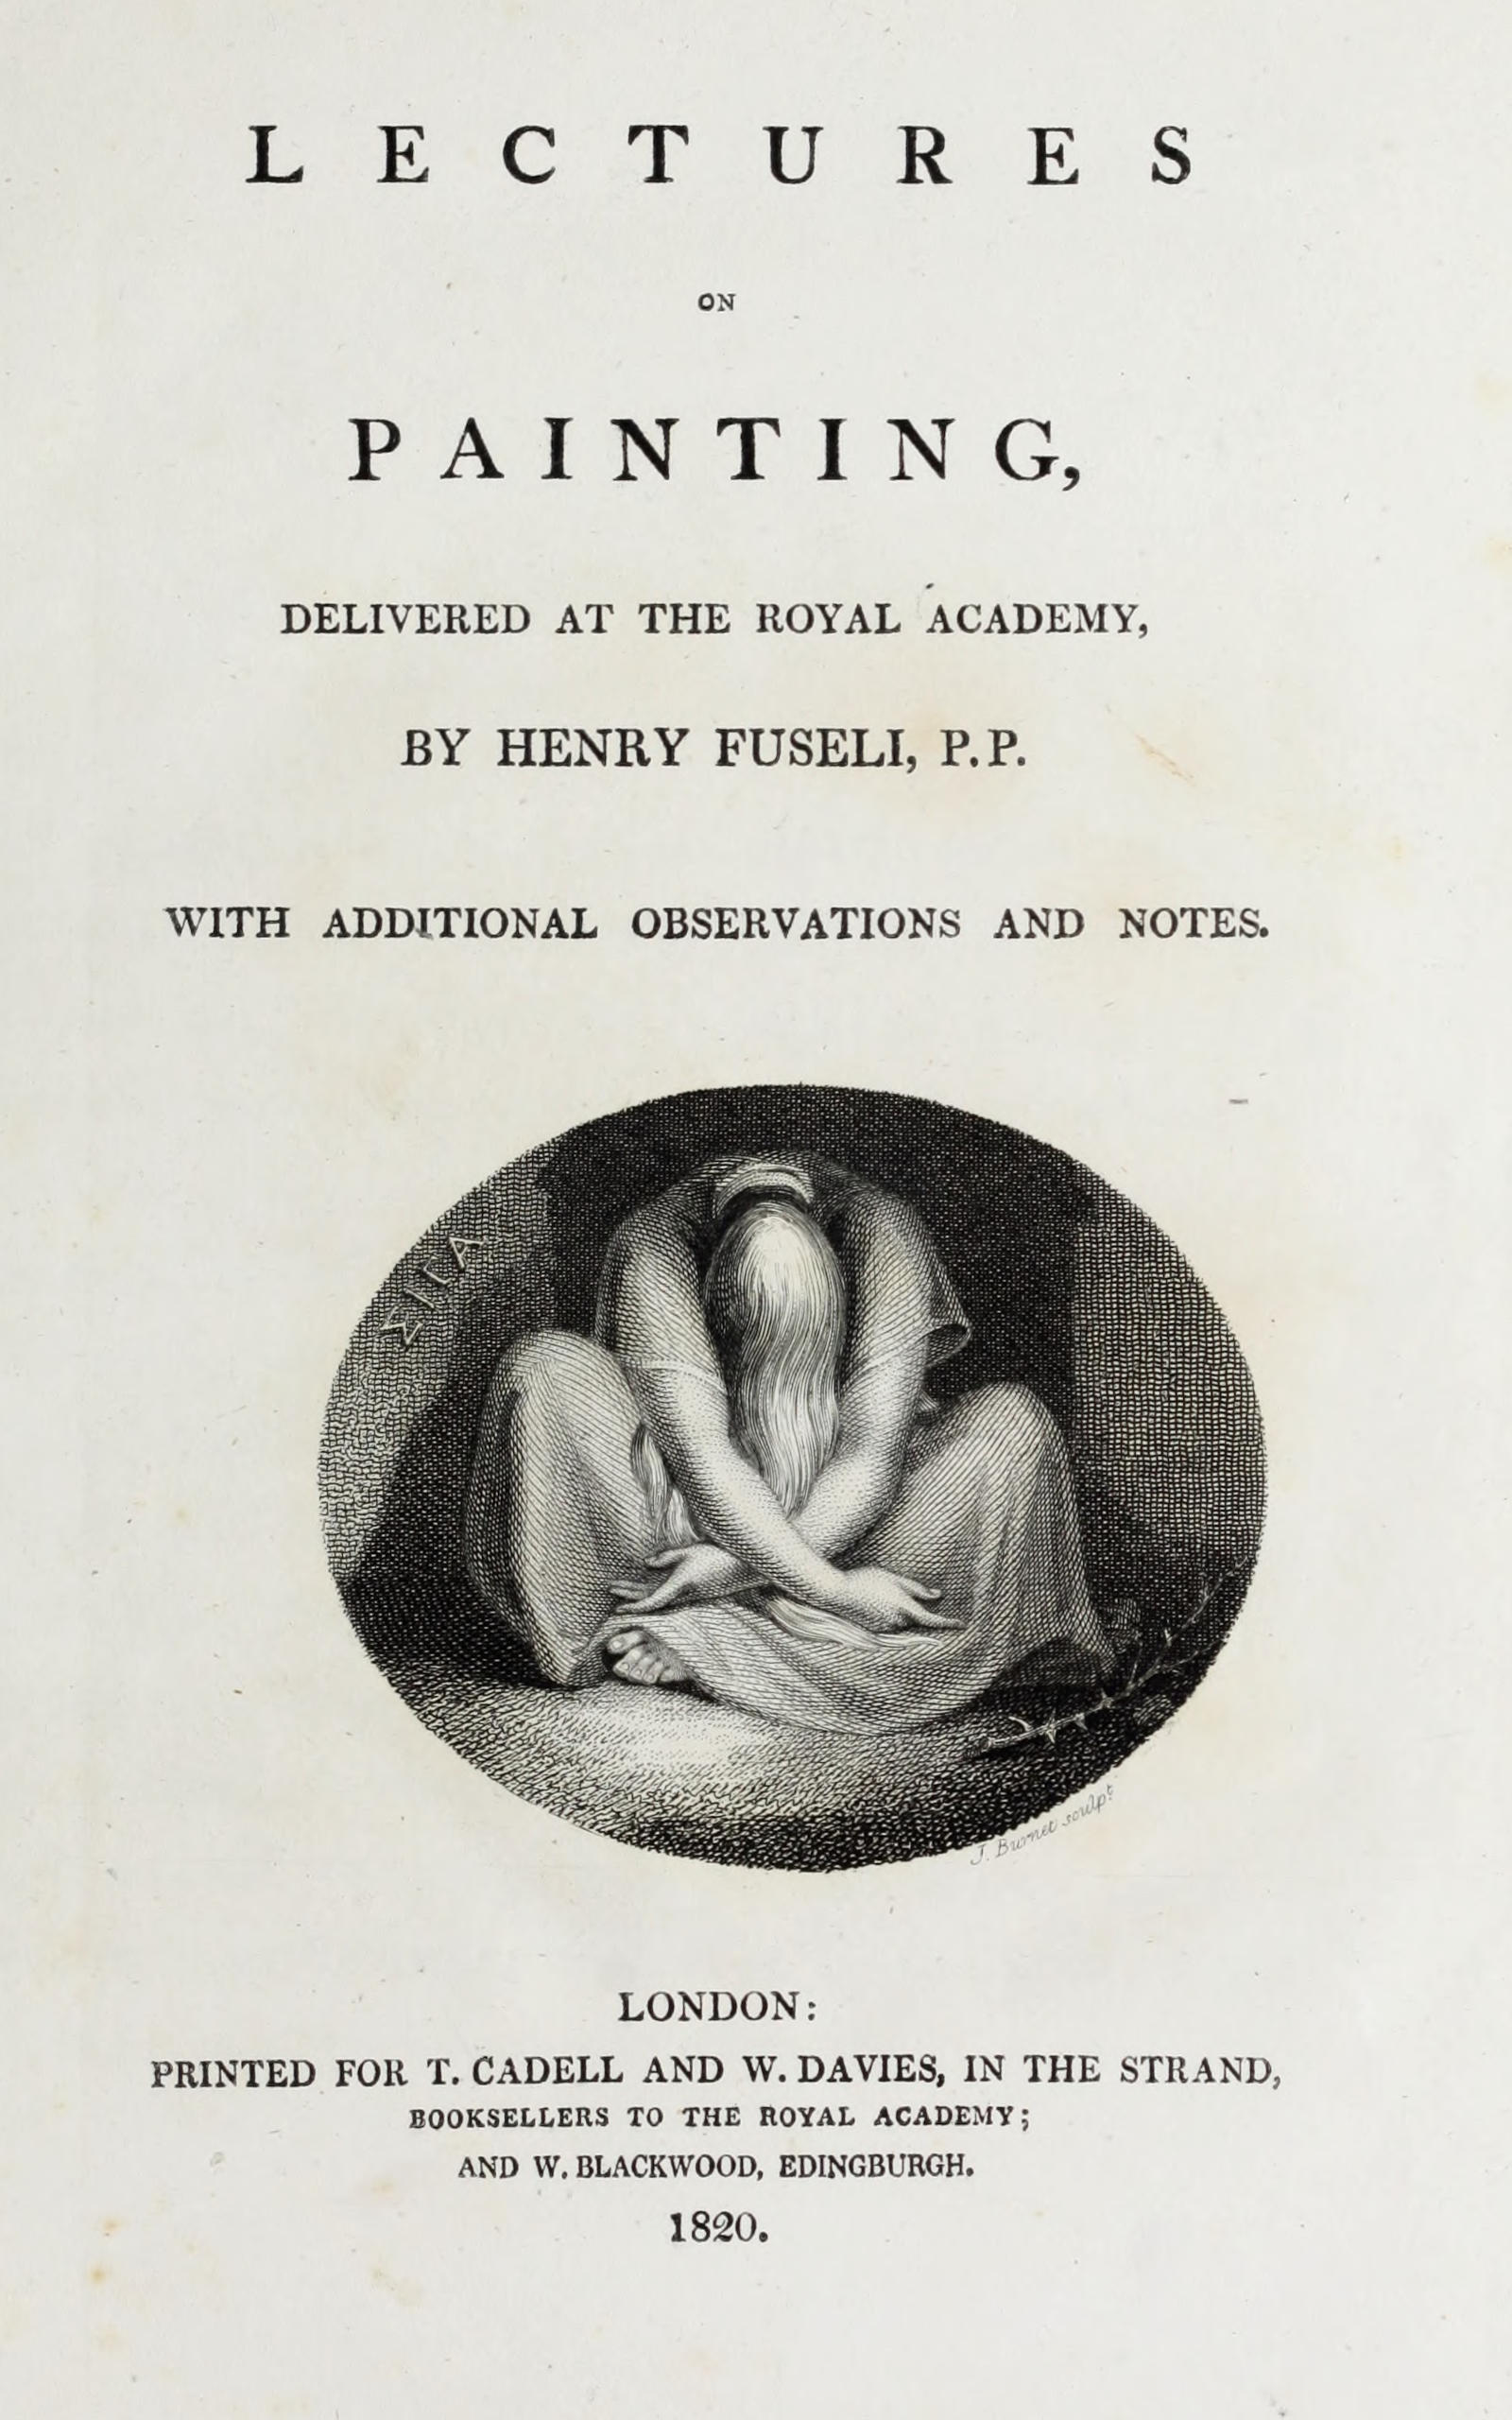 LECTURES
ON
PAINTING,
DELIVERED AT THE ROYAL ACADEMY,
BY HENRY FUSELI, P.P.
WITH ADDITIONAL OBSERVATIONS AND NOTES.
ΣΙΓΑ
J. Burnet sculpt.
LONDON:
PRINTED FOR T. CADELL AND W. DAVIES, IN THE STRAND,
BOOKSELLERS TO THE ROYAL ACADEMY;
AND W. BLACKWOOD, EDINGBURGH.
1820.